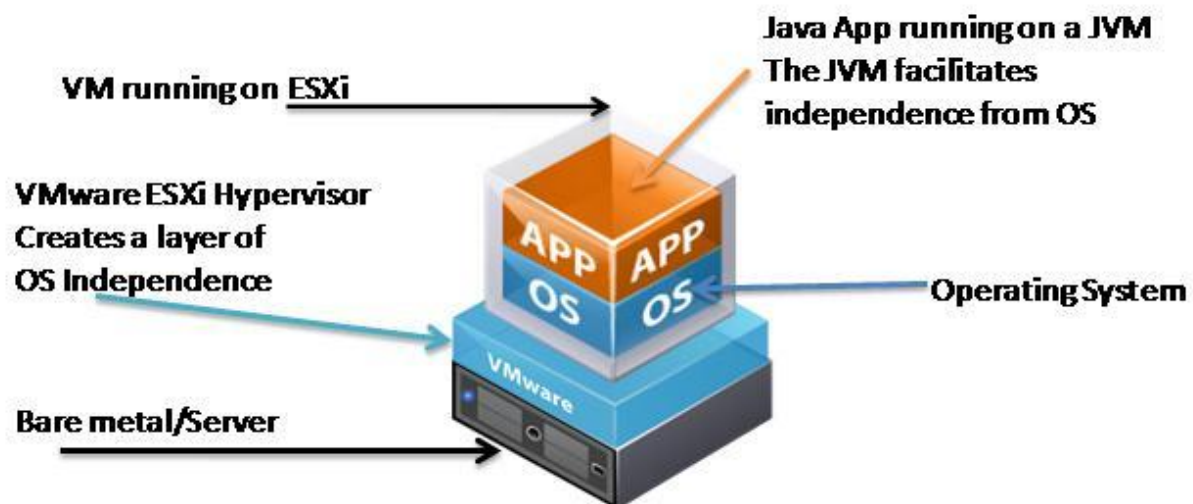 Java App running on a JVM
The JVM facilitates
independence from OS
VM running on ESXi
VMware ESXi Hypervisor
Creates a layer of
OS Independence
APP APP
OS OS
Operating System
VMware
Bare metal/Server